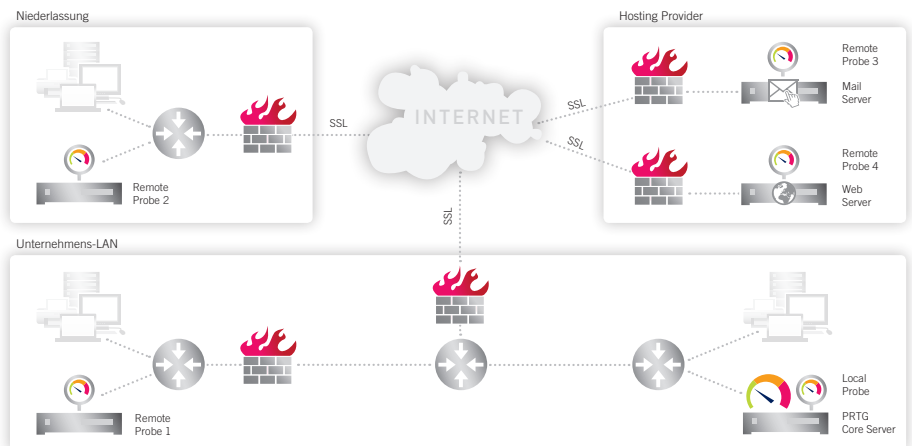 Niederlassung
Hosting Provider
Remote
Probe 3
Mail
Server
INTERNET
SSL
SSL
SSL
Remote
Probe 2
Remote
Probe 4
Web
Server
SSL
Unternehmens-LAN
Remote
Probe 1
Local
Probe
PRTG
Core Server